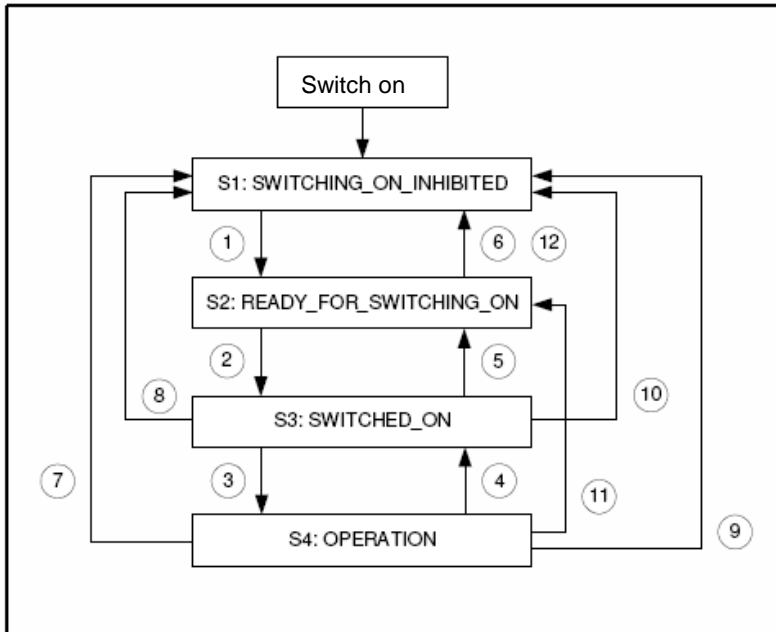 Switch on
S1: SWITCHING_ON_INHIBITED
1
6
12
S2: READY_FOR_SWITCHING_ON
2
5
8
10
S3: SWITCHED_ON
7
3
4
11
9
S4: OPERATION